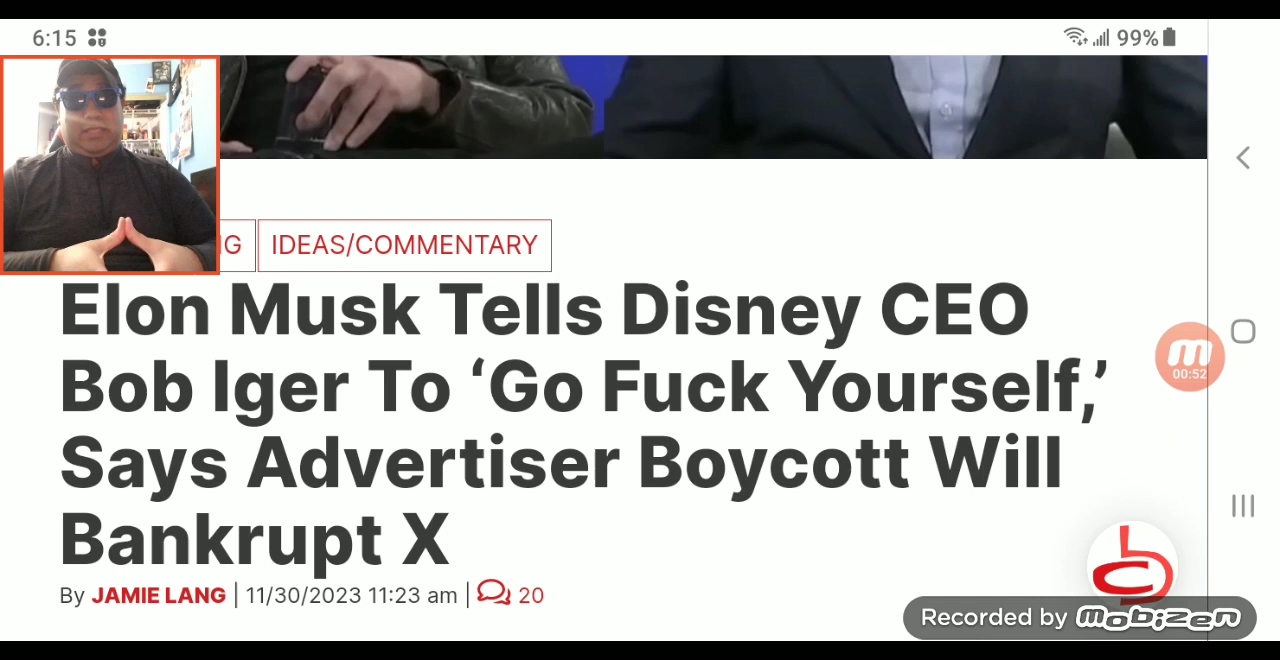 6:15
99%
G
IDEAS/COMMENTARY
Elon Musk Tells Disney CEO
Bob Iger To ‘Go Fuck Yourself,’
Says Advertiser Boycott Will
Bankrupt X
By JAMIE LANG | 11/30/2023 11:23 am | 20
00:52
Recorded by mobizen